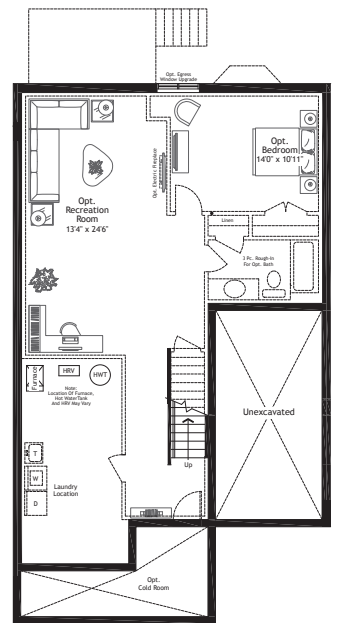 Opt. Egress
Window Upgrade
Opt. Electric Fireplace
Opt.
Bedroom
14'0" x 10'11"
Opt.
Recreation
Room
13'4" x 24'6"
Linen
3 Pc. Rough-In
For Opt. Bath
Furnace
HRV
HWT
Note:
Location Of Furnace,
Hot Water Tank
And HRV May Vary
Unexcavated
Up
T
W
D
Laundry
Location
Opt.
Cold Room